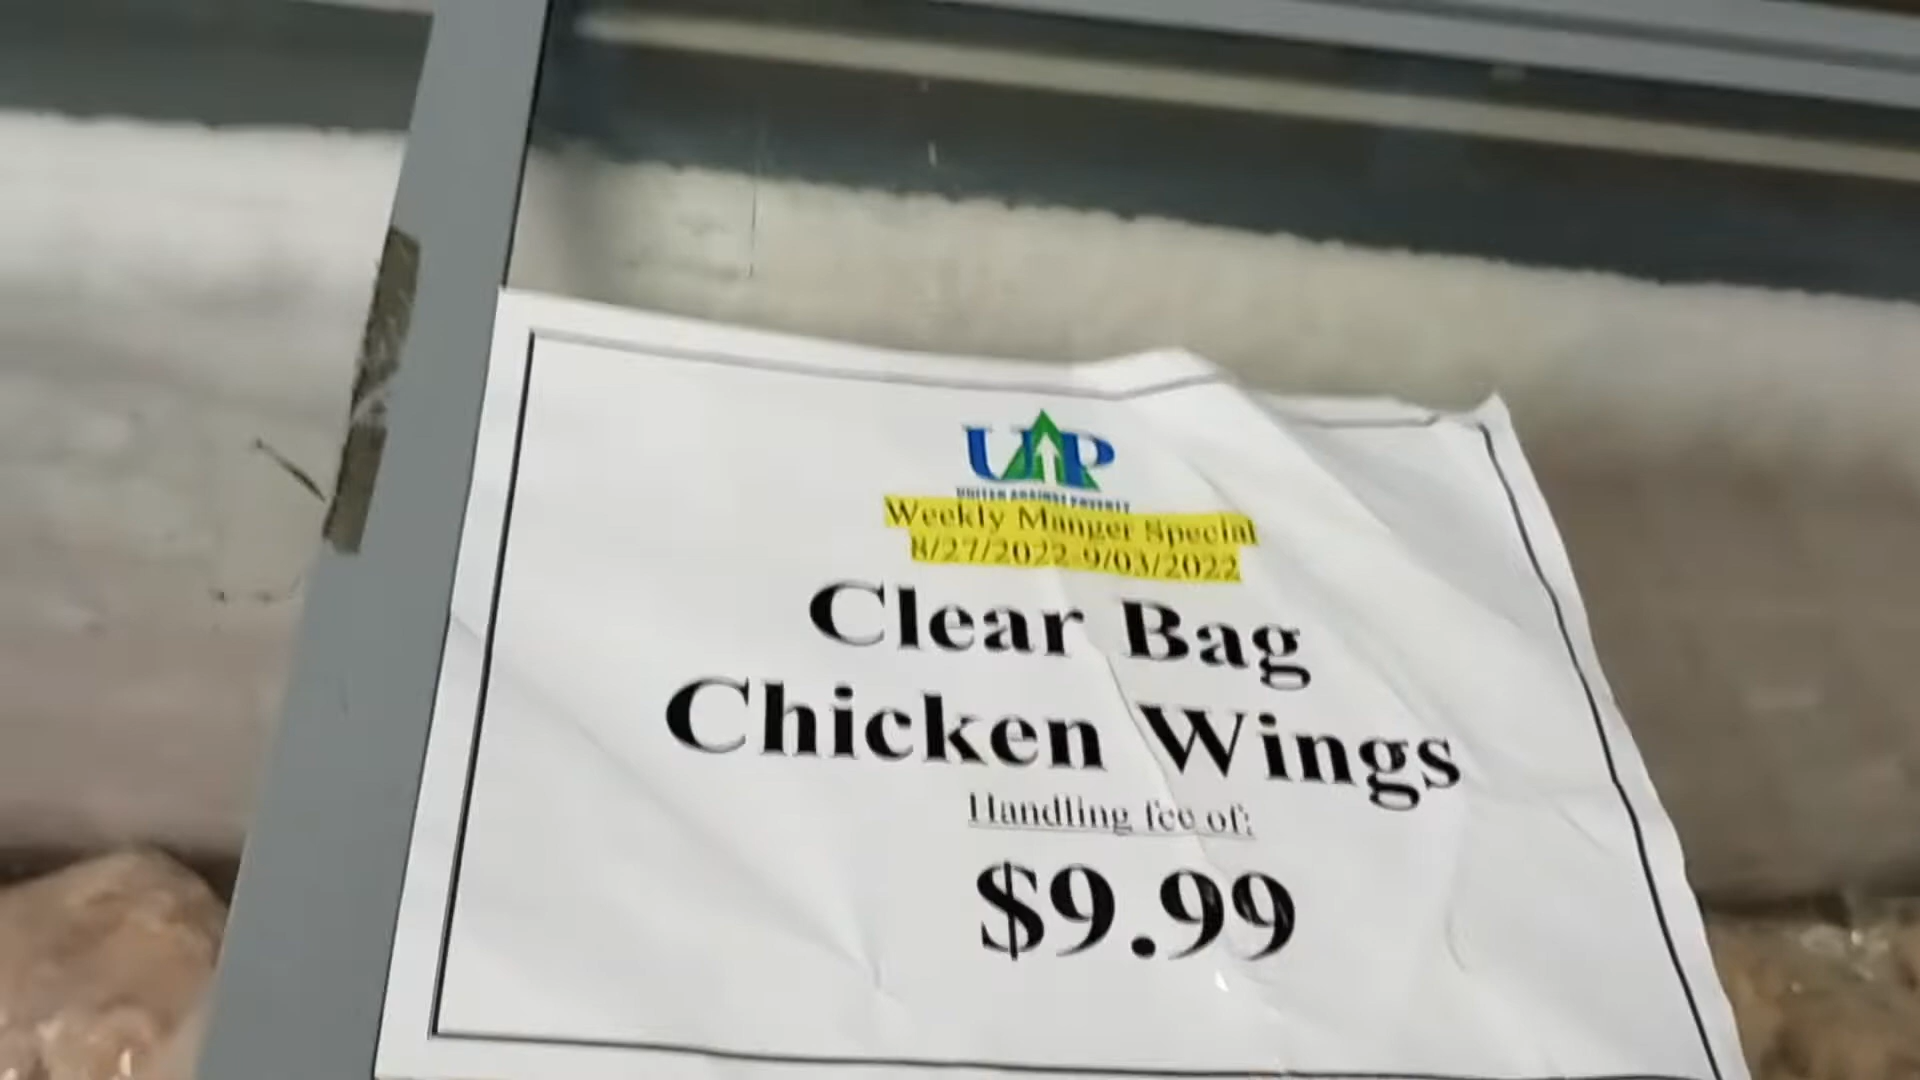 UP
UNITED AGAINST POVERTY
Weekly Manger Special
8/27/2022-9/03/2022
Clear Bag
Chicken Wings
Handling fee of:
$9.99